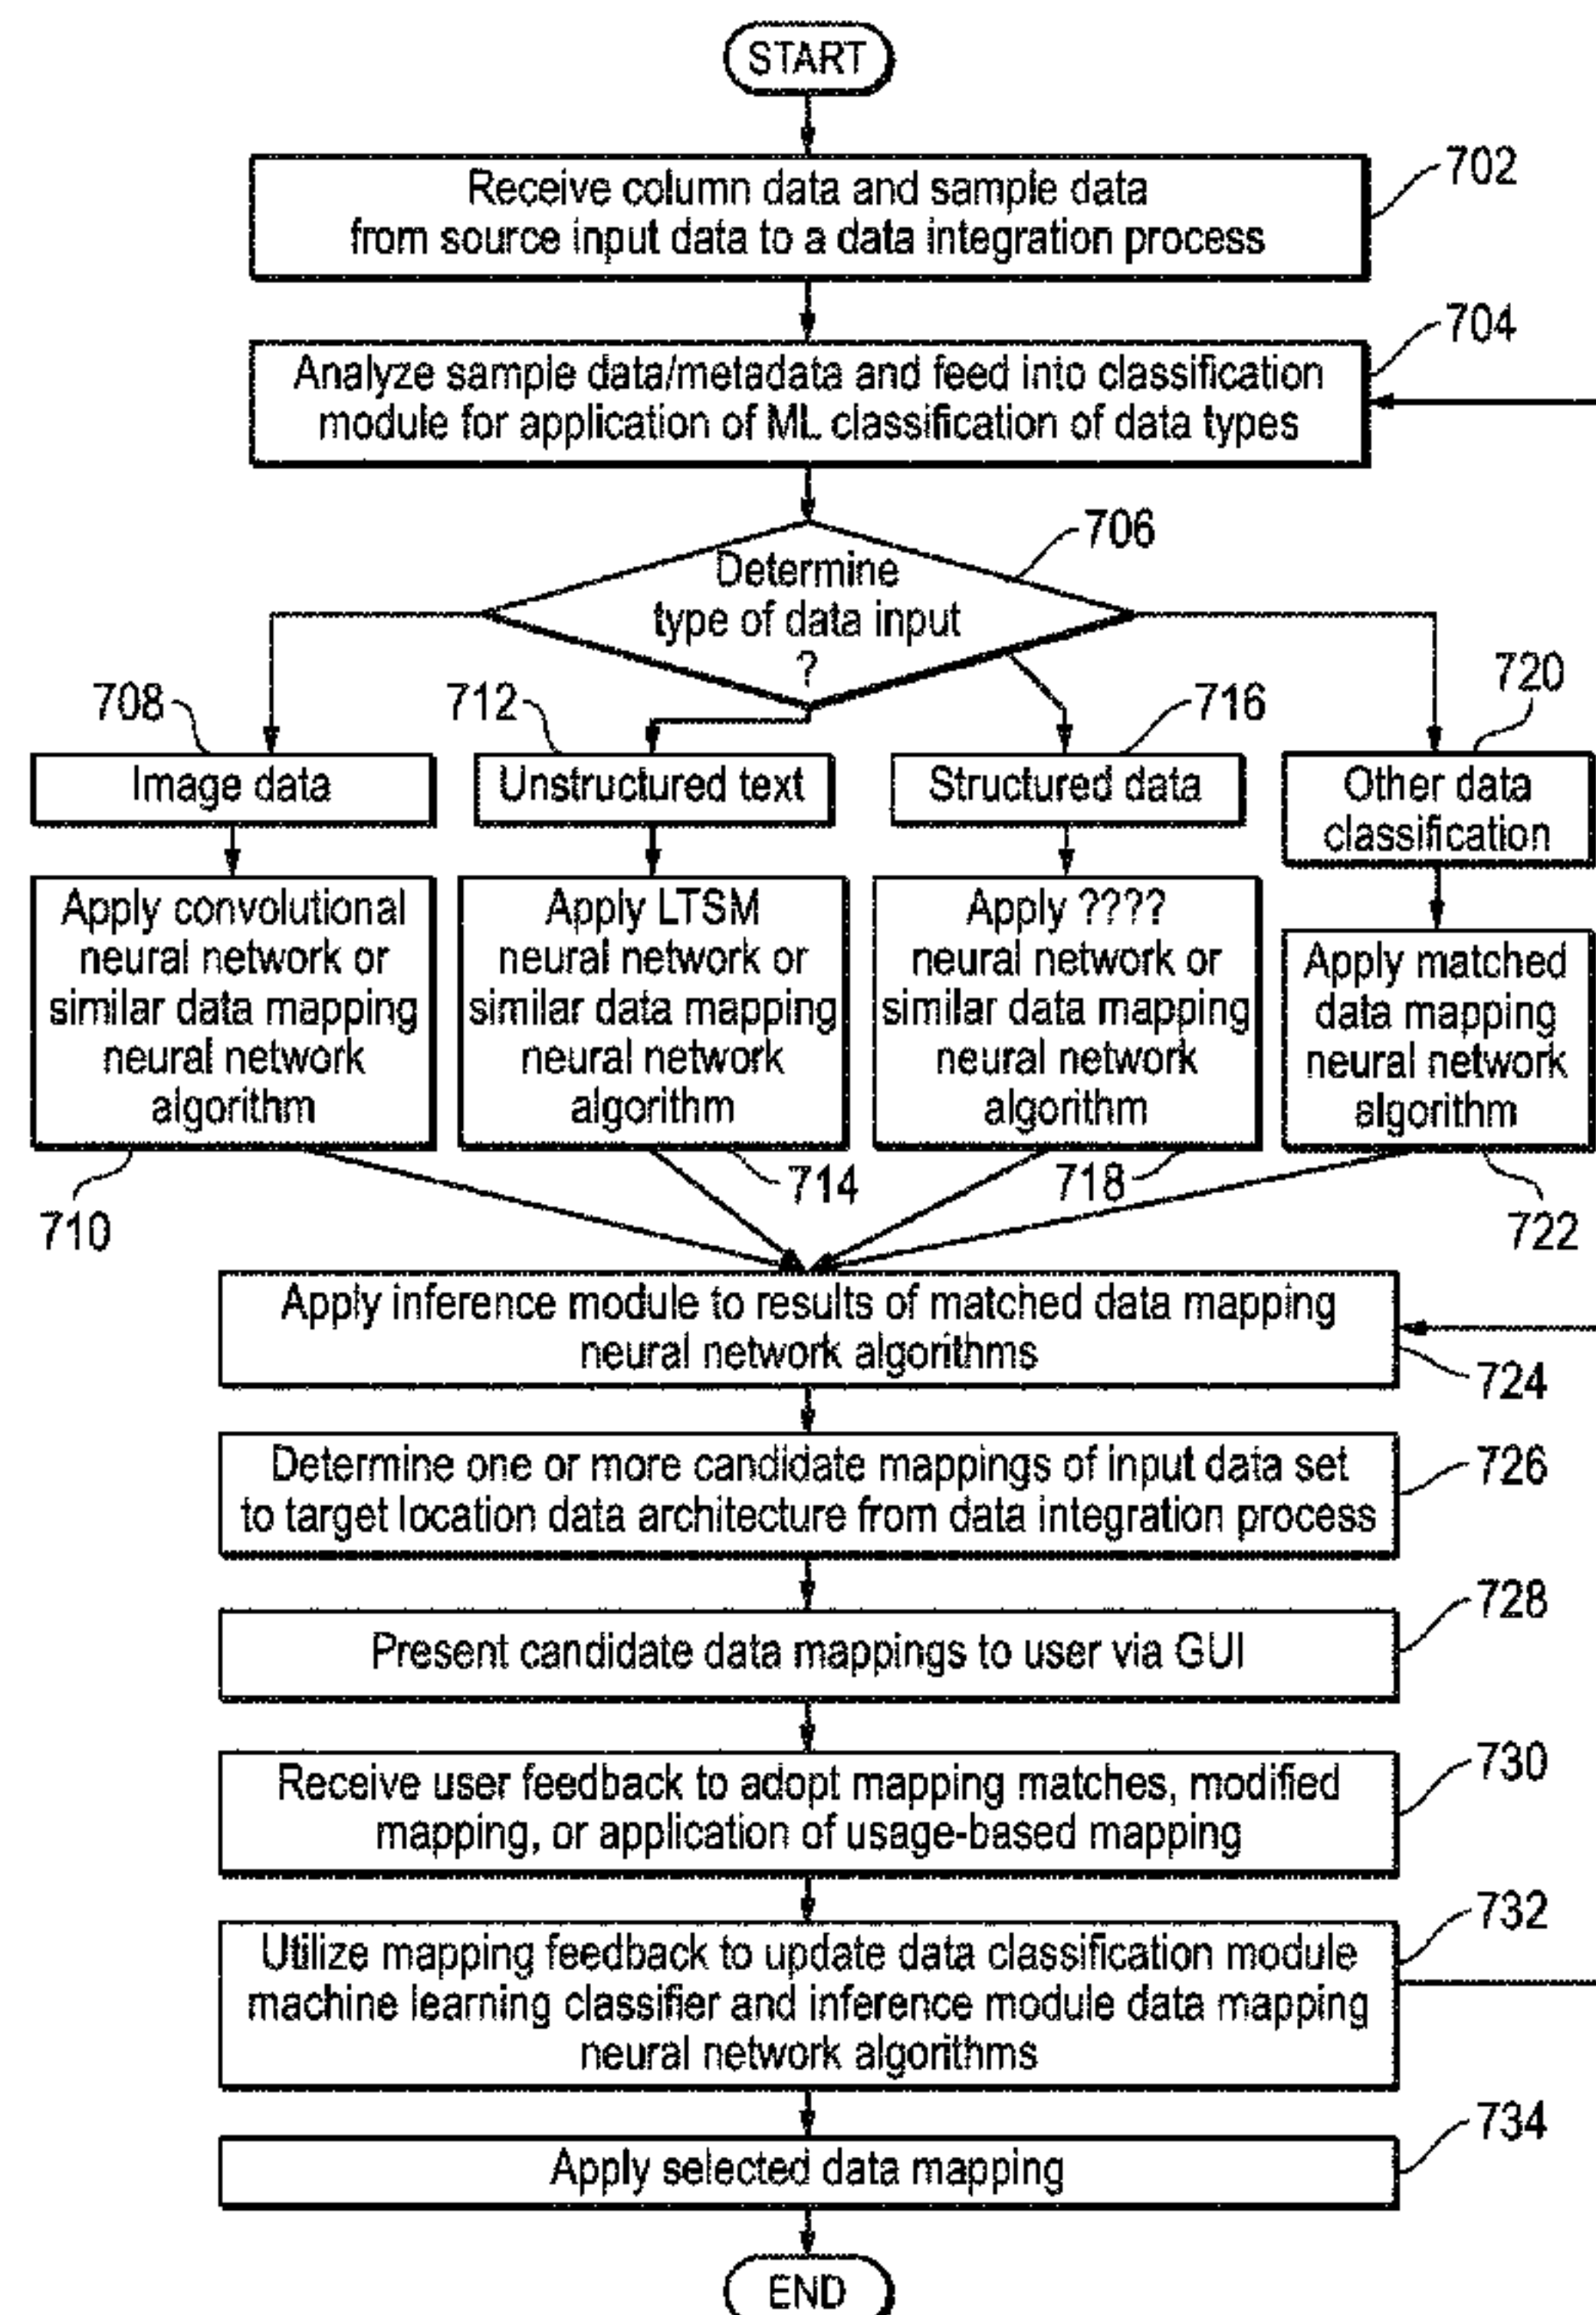 START
702
Receive column data and sample data
from source input data to a data integration process
704
Analyze sample data/metadata and feed into classification
module for application of ML classification of data types
706
Determine
type of data input
?
708
712
716
720
Image data
Unstructured text
Structured data
Other data
classification
Apply convolutional
neural network or
similar data mapping
neural network
algorithm
Apply LTSM
neural network or
similar data mapping
neural network
algorithm
Apply ????
neural network or
similar data mapping
neural network
algorithm
Apply matched
data mapping
neural network
algorithm
710
714
718
722
Apply inference module to results of matched data mapping
neural network algorithms
724
Determine one or more candidate mappings of input data set
to target location data architecture from data integration process
726
728
Present candidate data mappings to user via GUI
730
Receive user feedback to adopt mapping matches, modified
mapping, or application of usage-based mapping
732
Utilize mapping feedback to update data classification module
machine learning classifier and inference module data mapping
neural network algorithms
734
Apply selected data mapping
END